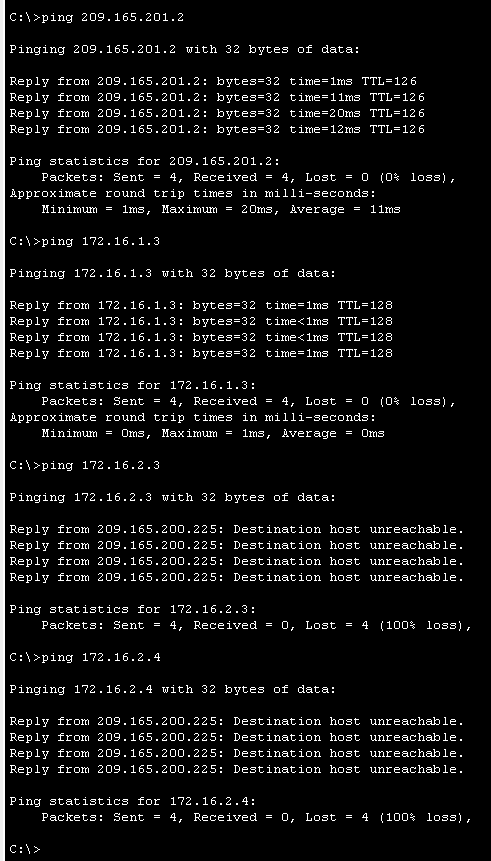 C:\>ping 209.165.201.2
Pinging 209.165.201.2 with 32 bytes of data:
Reply from 209.165.201.2: bytes=32 time=1ms TTL=126
Reply from 209.165.201.2: bytes=32 time=11ms TTL=126
Reply from 209.165.201.2: bytes=32 time=20ms TTL=126
Reply from 209.165.201.2: bytes=32 time=12ms TTL=126
Ping statistics for 209.165.201.2:
Packets: Sent = 4, Received = 4, Lost = 0 (0% loss),
Approximate round trip times in milli-seconds:
Minimum = 1ms, Maximum = 20ms, Average = 11ms
C:\>ping 172.16.1.3
Pinging 172.16.1.3 with 32 bytes of data:
Reply from 172.16.1.3: bytes=32 time=1ms TTL=128
Reply from 172.16.1.3: bytes=32 time<1ms TTL=128
Reply from 172.16.1.3: bytes=32 time<1ms TTL=128
Reply from 172.16.1.3: bytes=32 time=1ms TTL=128
Ping statistics for 172.16.1.3:
Packets: Sent = 4, Received = 4, Lost = 0 (0% loss),
Approximate round trip times in milli-seconds:
Minimum = 0ms, Maximum = 1ms, Average = 0ms
C:\>ping 172.16.2.3
Pinging 172.16.2.3 with 32 bytes of data:
Reply from 209.165.200.225: Destination host unreachable.
Reply from 209.165.200.225: Destination host unreachable.
Reply from 209.165.200.225: Destination host unreachable.
Reply from 209.165.200.225: Destination host unreachable.
Ping statistics for 172.16.2.3:
Packets: Sent = 4, Received = 0, Lost = 4 (100% loss),
C:\>ping 172.16.2.4
Pinging 172.16.2.4 with 32 bytes of data:
Reply from 209.165.200.225: Destination host unreachable.
Reply from 209.165.200.225: Destination host unreachable.
Reply from 209.165.200.225: Destination host unreachable.
Reply from 209.165.200.225: Destination host unreachable.
Ping statistics for 172.16.2.4:
Packets: Sent = 4, Received = 0, Lost = 4 (100% loss),
C:\>